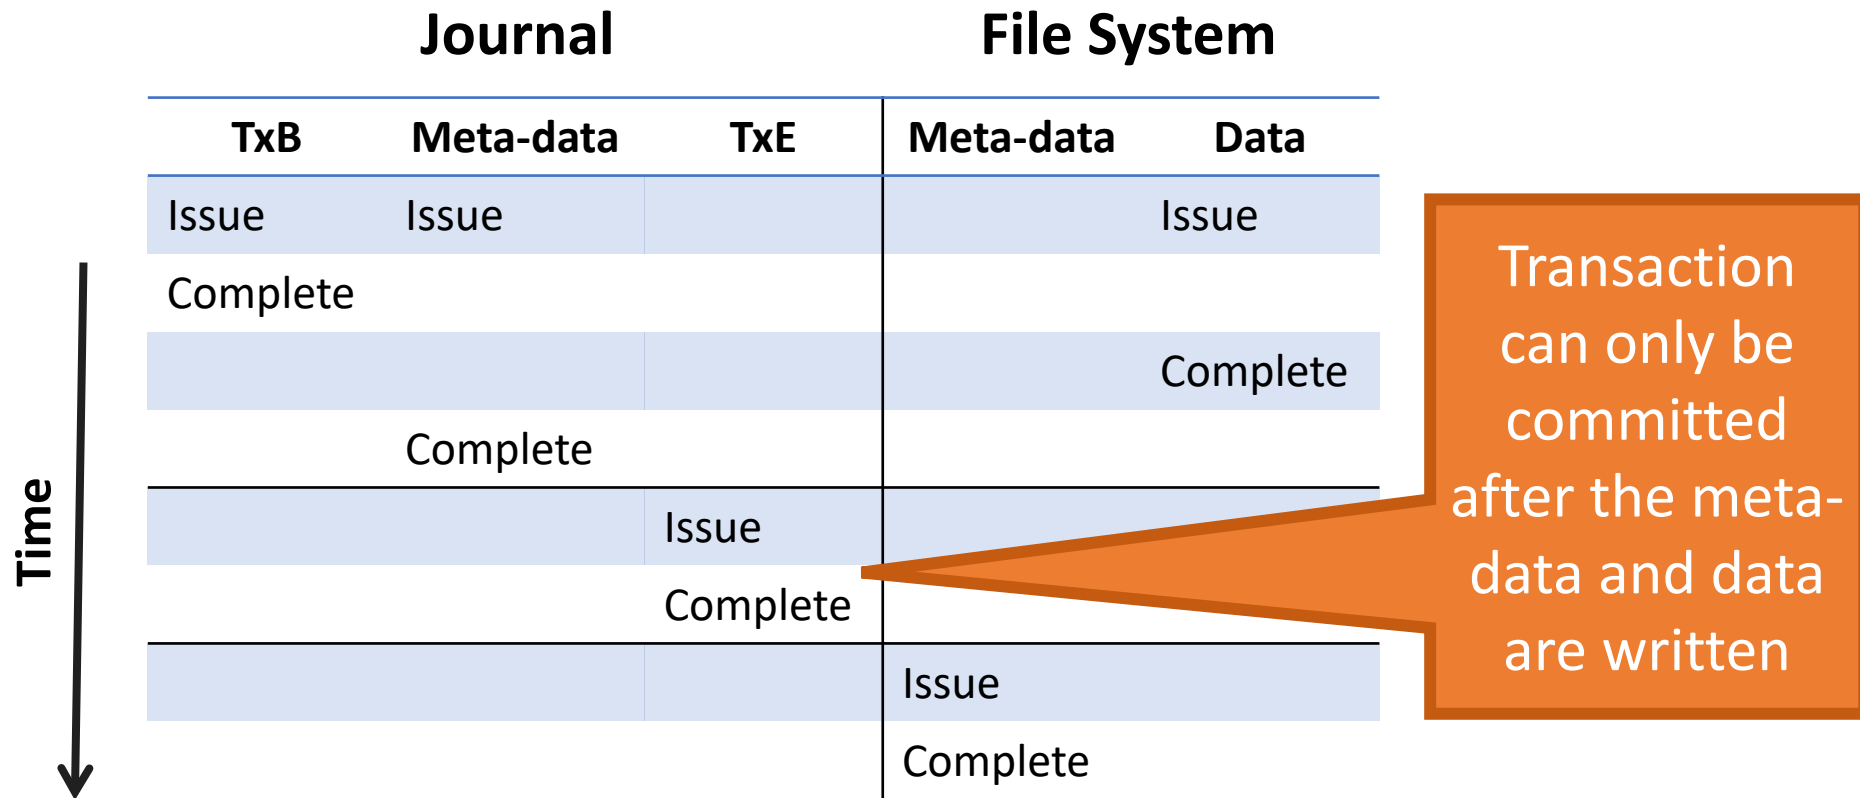 Journal File System
TxB Meta-data TxE Meta-data Data
Issue Issue Issue
Complete
Complete
Complete
Issue
Complete
Issue
Complete
Time
Transaction
can only be
committed
after the meta-
data and data
are written